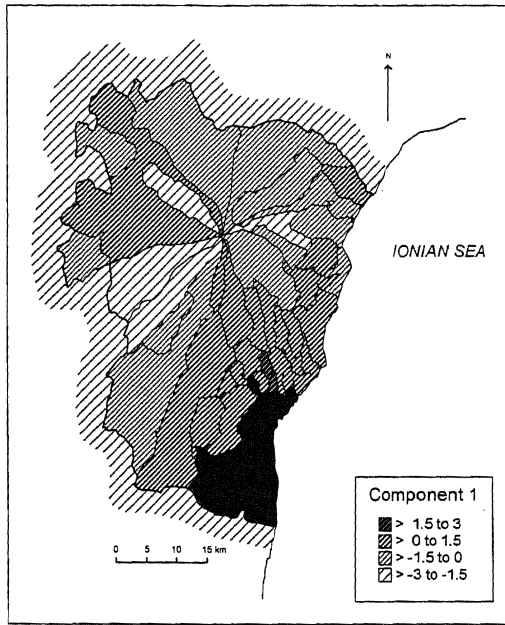 N
IONIAN SEA
Component 1
> 1.5 to 3
> 0 to 1.5
> -1.5 to 0
> -3 to -1.5
0 5 10 15 km